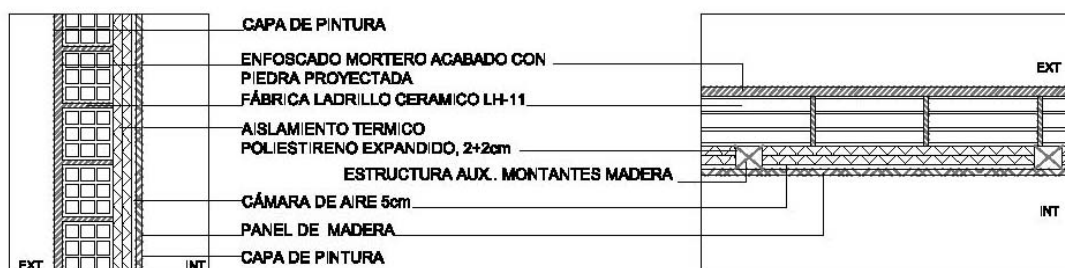 CAPA DE PINTURA
ENFOSCADO MORTERO ACABADO CON
PIEDRA PROYECTADA
FÁBRICA LADRILLO CERAMICO LH-11
AISLAMIENTO TERMICO
POLIESTIRENO EXPANDIDO, 2+2cm
ESTRUCTURA AUX.. MONTANTES MADERA
CÁMARA DE AIRE 5cm
PANEL DE MADERA
CAPA DE PINTURA
EXT
INT
EXT
INT